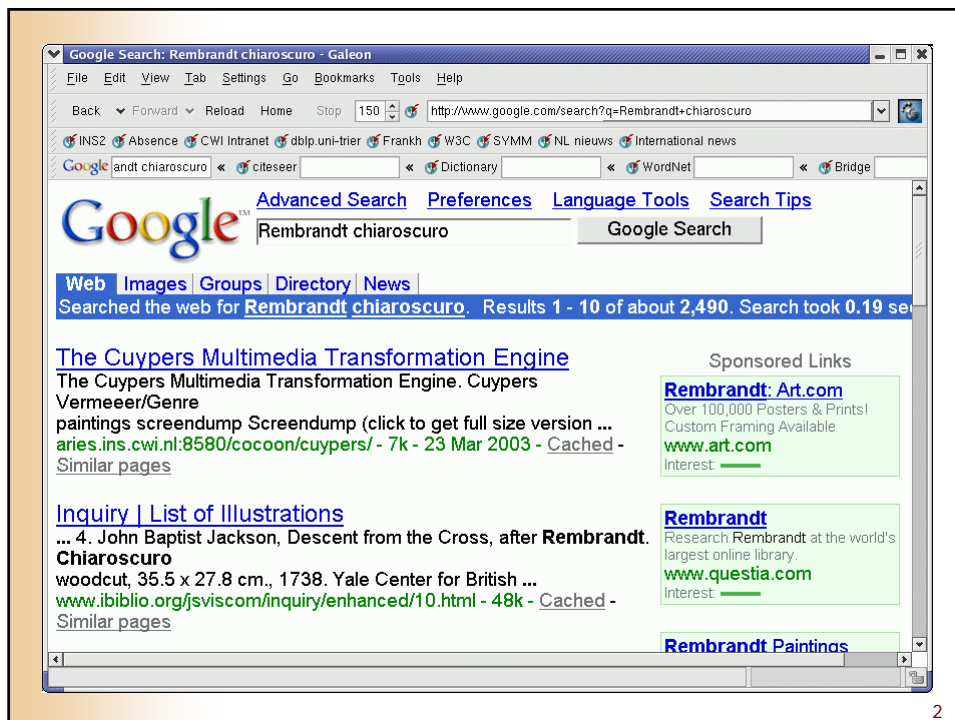 Google Search: Rembrandt chiaroscuro - Galeon
File Edit View Tab Settings Go Bookmarks Tools Help
Back Forward Reload Home Stop 150 http://www.google.com/search?q=Rembrandt+chiaroscuro
INS2 Absence CWI Intranet dblp.uni-trier Frankh W3C SYMM NL nieuws International news
Google andt chiaroscuro « citeseer « Dictionary « WordNet « Bridge
Google™
Advanced Search Preferences Language Tools Search Tips
Rembrandt chiaroscuro Google Search
Web Images Groups Directory News
Searched the web for Rembrandt chiaroscuro. Results 1 - 10 of about 2,490. Search took 0.19 se
The Cuypers Multimedia Transformation Engine
The Cuypers Multimedia Transformation Engine. Cuypers
Vermeeer/Genre
paintings screendump Screendump (click to get full size version ...
aries.ins.cwi.nl:8580/cocoon/cuypers/ - 7k - 23 Mar 2003 - Cached -
Similar pages
Inquiry | List of Illustrations
... 4. John Baptist Jackson, Descent from the Cross, after Rembrandt.
Chiaroscuro
woodcut, 35.5 x 27.8 cm., 1738. Yale Center for British ...
www.ibiblio.org/jsviscom/inquiry/enhanced/10.html - 48k - Cached -
Similar pages
Sponsored Links
Rembrandt: Art.com
Over 100,000 Posters & Prints!
Custom Framing Available
www.art.com
Interest:
Rembrandt
Research Rembrandt at the world's
largest online library.
www.questia.com
Interest:
Rembrandt Paintings
2